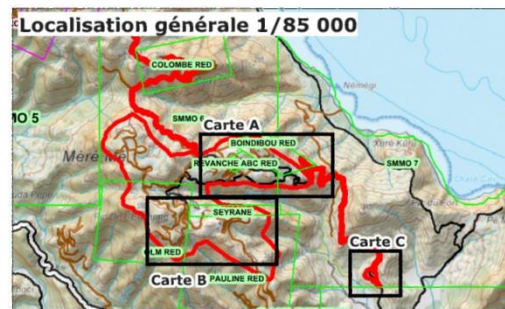 Localisation générale 1/85 000
COLOMBE RED
SMMO 6
MO 5
Carte A
BOINDIBOU RED
REVANCHE ABC RED
SMMO 7
Némégi
SEYRANE
Carte C
OLM RED
Carte B
PAULINE RED